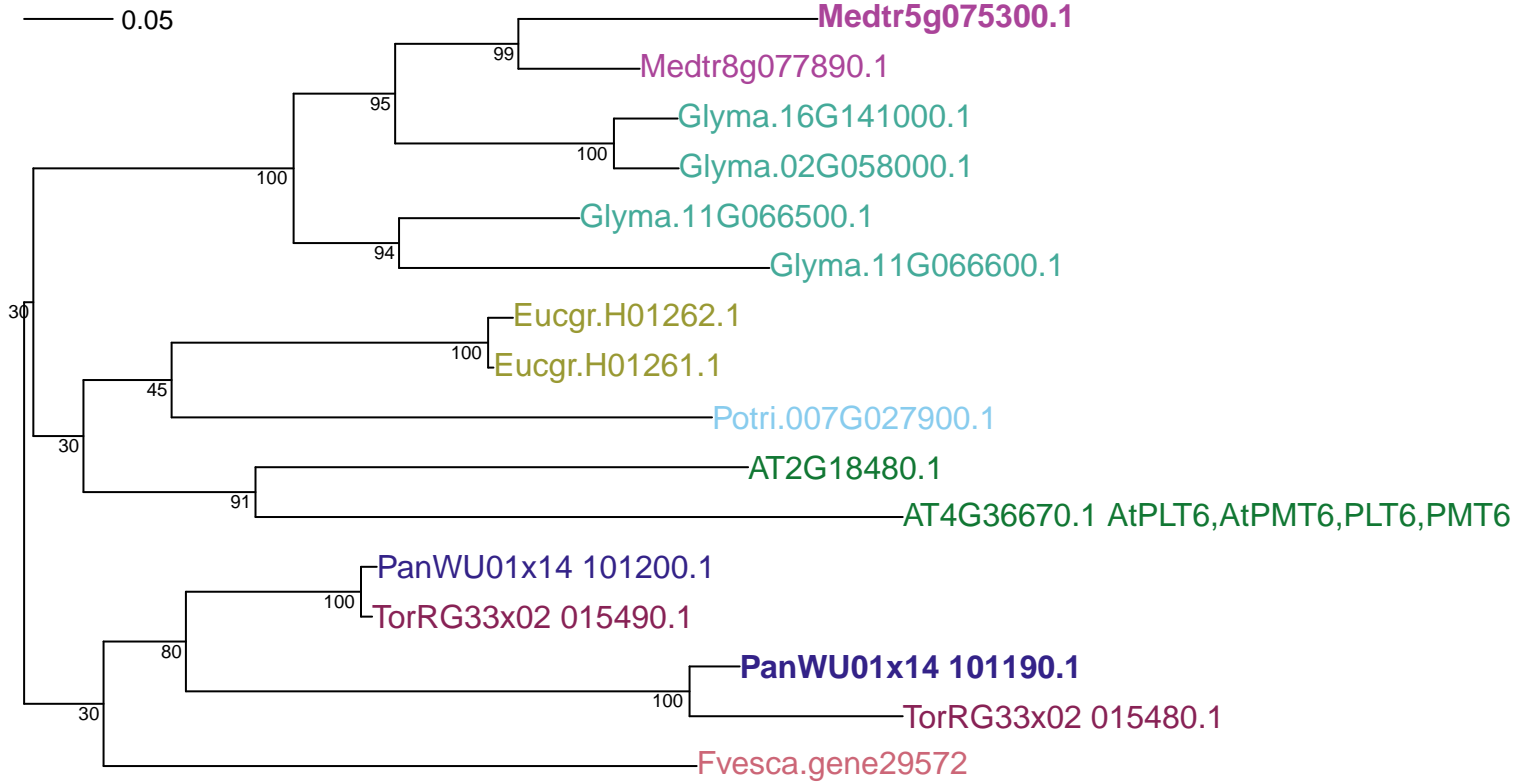 0.05
Medtr5g075300.1
99
Medtr8g077890.1
95
Glyma.16G141000.1
100
Glyma.02G058000.1
100
Glyma.11G066500.1
94
Glyma.11G066600.1
30
Eucgr.H01262.1
100
Eucgr.H01261.1
45
Potri.007G027900.1
30
AT2G18480.1
91
AT4G36670.1 AtPLT6,AtPMT6,PLT6,PMT6
PanWU01x14 101200.1
100
TorRG33x02 015490.1
80
PanWU01x14 101190.1
100
TorRG33x02 015480.1
30
Fvesca.gene29572